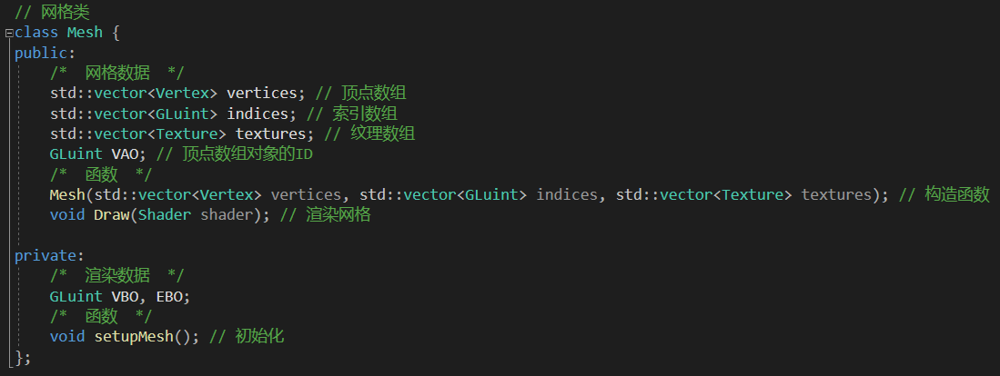 // 网格类
class Mesh {
public:
    /*  网格数据  */
    std::vector<Vertex> vertices; // 顶点数组
    std::vector<GLuint> indices; // 索引数组
    std::vector<Texture> textures; // 纹理数组
    GLuint VAO; // 顶点数组对象的ID
    /*  函数  */
    Mesh(std::vector<Vertex> vertices, std::vector<GLuint> indices, std::vector<Texture> textures); // 构造函数
    void Draw(Shader shader); // 渲染网格

private:
    /*  渲染数据  */
    GLuint VBO, EBO;
    /*  函数  */
    void setupMesh(); // 初始化
};